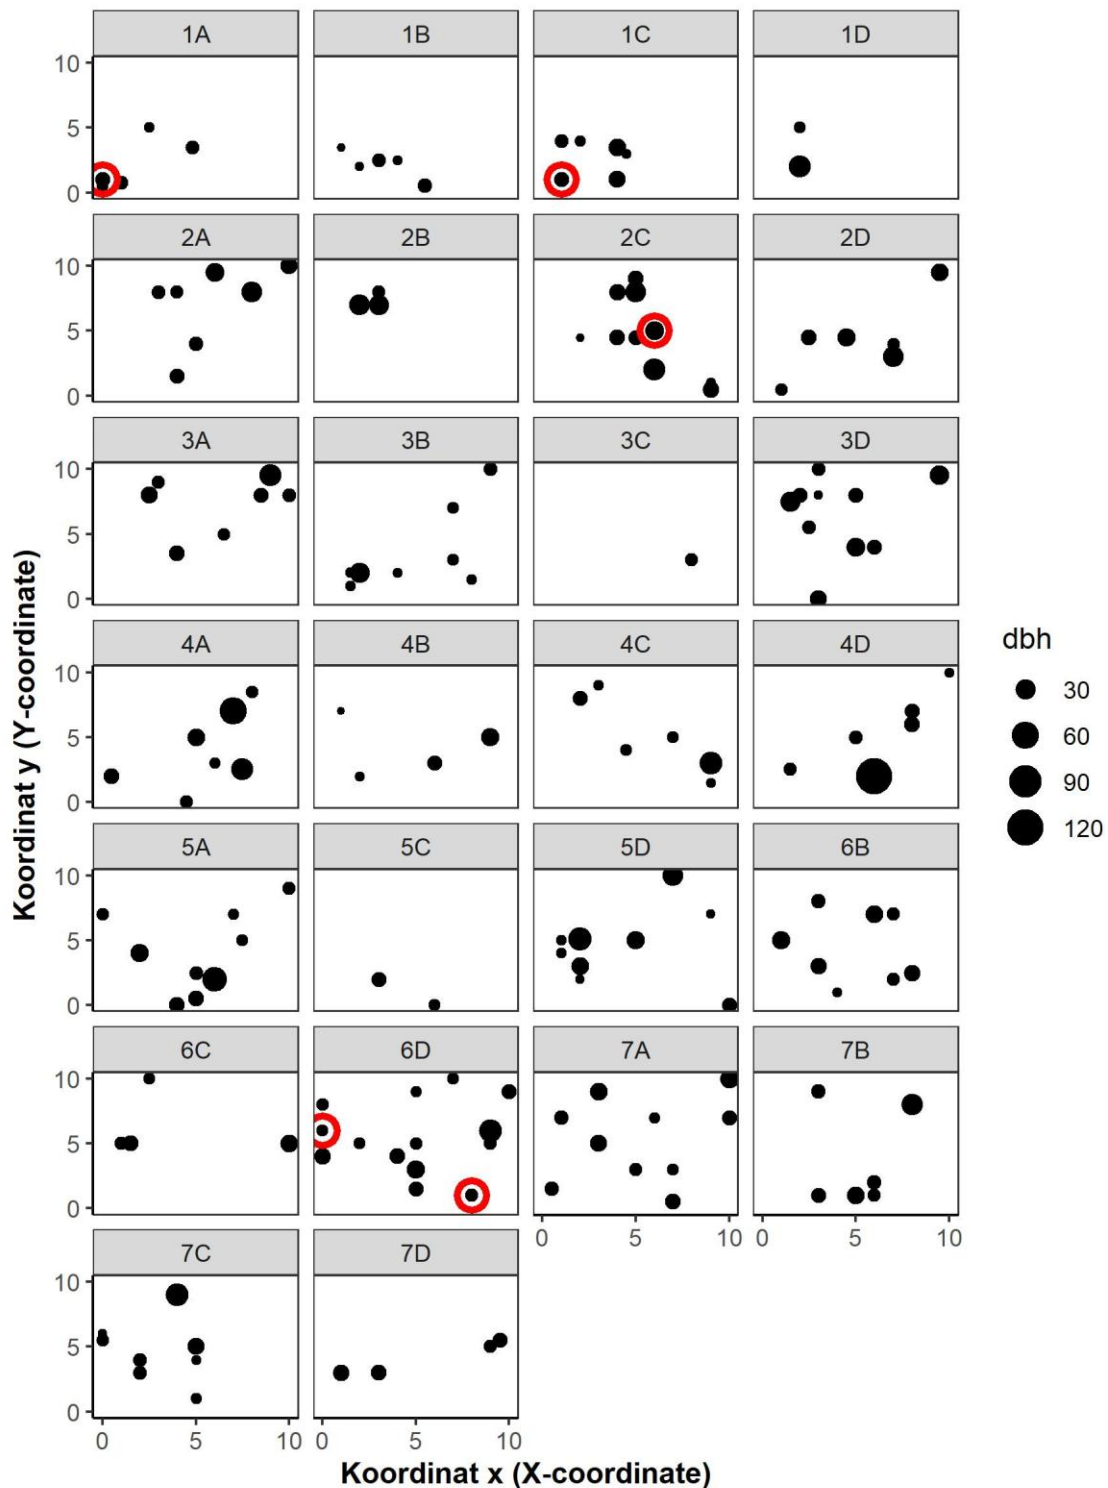 1A 1B 1C 1D
10
5
0
2A 2B 2C 2D
10
5
0
3A 3B 3C 3D
10
5
0
4A 4B 4C 4D
10
5
0
5A 5C 5D 6B
10
5
0
6C 6D 7A 7B
10
5
0
0 5 10 0 5 10
7C 7D
10
5
0
0 5 10 0 5 10
Koordinat x (X-coordinate)
Koordinat y (Y-coordinate)
dbh
30
60
90
120